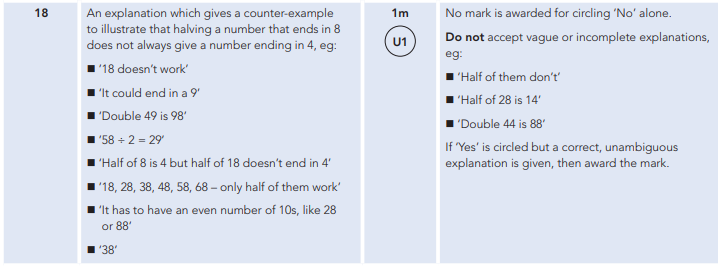 18
An explanation which gives a counter-example
to illustrate that halving a number that ends in 8
does not always give a number ending in 4, eg:
■ ‘18 doesn’t work’
■ ‘It could end in a 9’
■ ‘Double 49 is 98’
■ ‘58 ÷ 2 = 29’
■ ‘Half of 8 is 4 but half of 18 doesn’t end in 4’
■ ‘18, 28, 38, 48, 58, 68 – only half of them work’
■ ‘It has to have an even number of 10s, like 28
or 88’
■ ‘38’
1m
U1
No mark is awarded for circling ‘No’ alone.
Do not accept vague or incomplete explanations,
eg:
■ ‘Half of them don’t’
■ ‘Half of 28 is 14’
■ ‘Double 44 is 88’
If ‘Yes’ is circled but a correct, unambiguous
explanation is given, then award the mark.